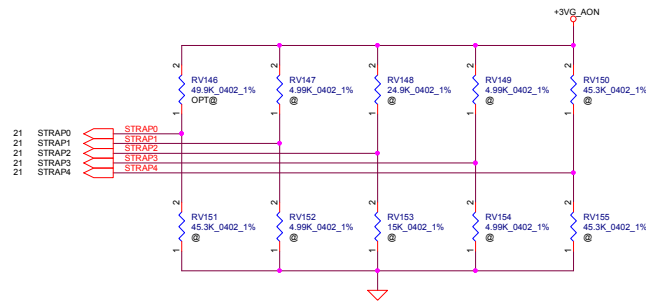 +3VG_AON
2 2 2 2 2
RV146 RV147 RV148 RV149 RV150
49.9K_0402_1% 4.99K_0402_1% 24.9K_0402_1% 4.99K_0402_1% 45.3K_0402_1%
OPT@ @ @ @ @
1 1 1 1 1
21 STRAP0 STRAP0
21 STRAP1 STRAP1
21 STRAP2 STRAP2
21 STRAP3 STRAP3
21 STRAP4 STRAP4
2 2 2 2 2
RV151 RV152 RV153 RV154 RV155
45.3K_0402_1% 4.99K_0402_1% 15K_0402_1% 4.99K_0402_1% 45.3K_0402_1%
@ @ @ @ @
1 1 1 1 1